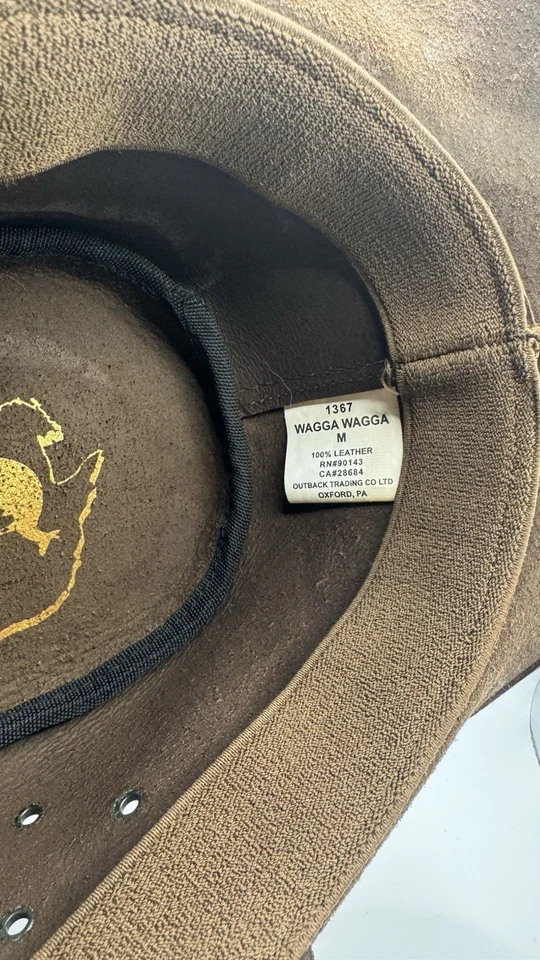 1367
WAGGA WAGGA
M
100% LEATHER
RN#90143
CA#28684
OUTBACK TRADING CO LTD
OXFORD, PA